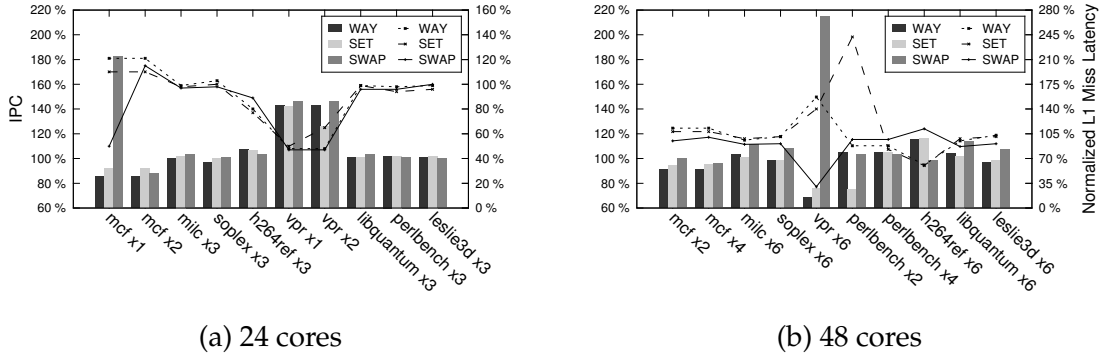 220 %
200 %
180 %
160 %
140 %
120 %
100 %
80 %
60 %
IPC
WAY
SET
SWAP
WAY
SET
SWAP
160 %
140 %
120 %
100 %
80 %
60 %
40 %
20 %
0 %
mcf x1
mcf x2
milc x3
soplex x3
h264ref x3
vpr x1
vpr x2
libquantum x3
perlbench x3
leslie3d x3
(a) 24 cores
220 %
200 %
180 %
160 %
140 %
120 %
100 %
80 %
60 %
WAY
SET
SWAP
WAY
SET
SWAP
280 %
245 %
210 %
175 %
140 %
105 %
70 %
35 %
0 %
Normalized L1 Miss Latency
mcf x2
mcf x4
milc x6
soplex x6
vpr x6
perlbench x2
perlbench x4
h264ref x6
libquantum x6
leslie3d x6
(b) 48 cores